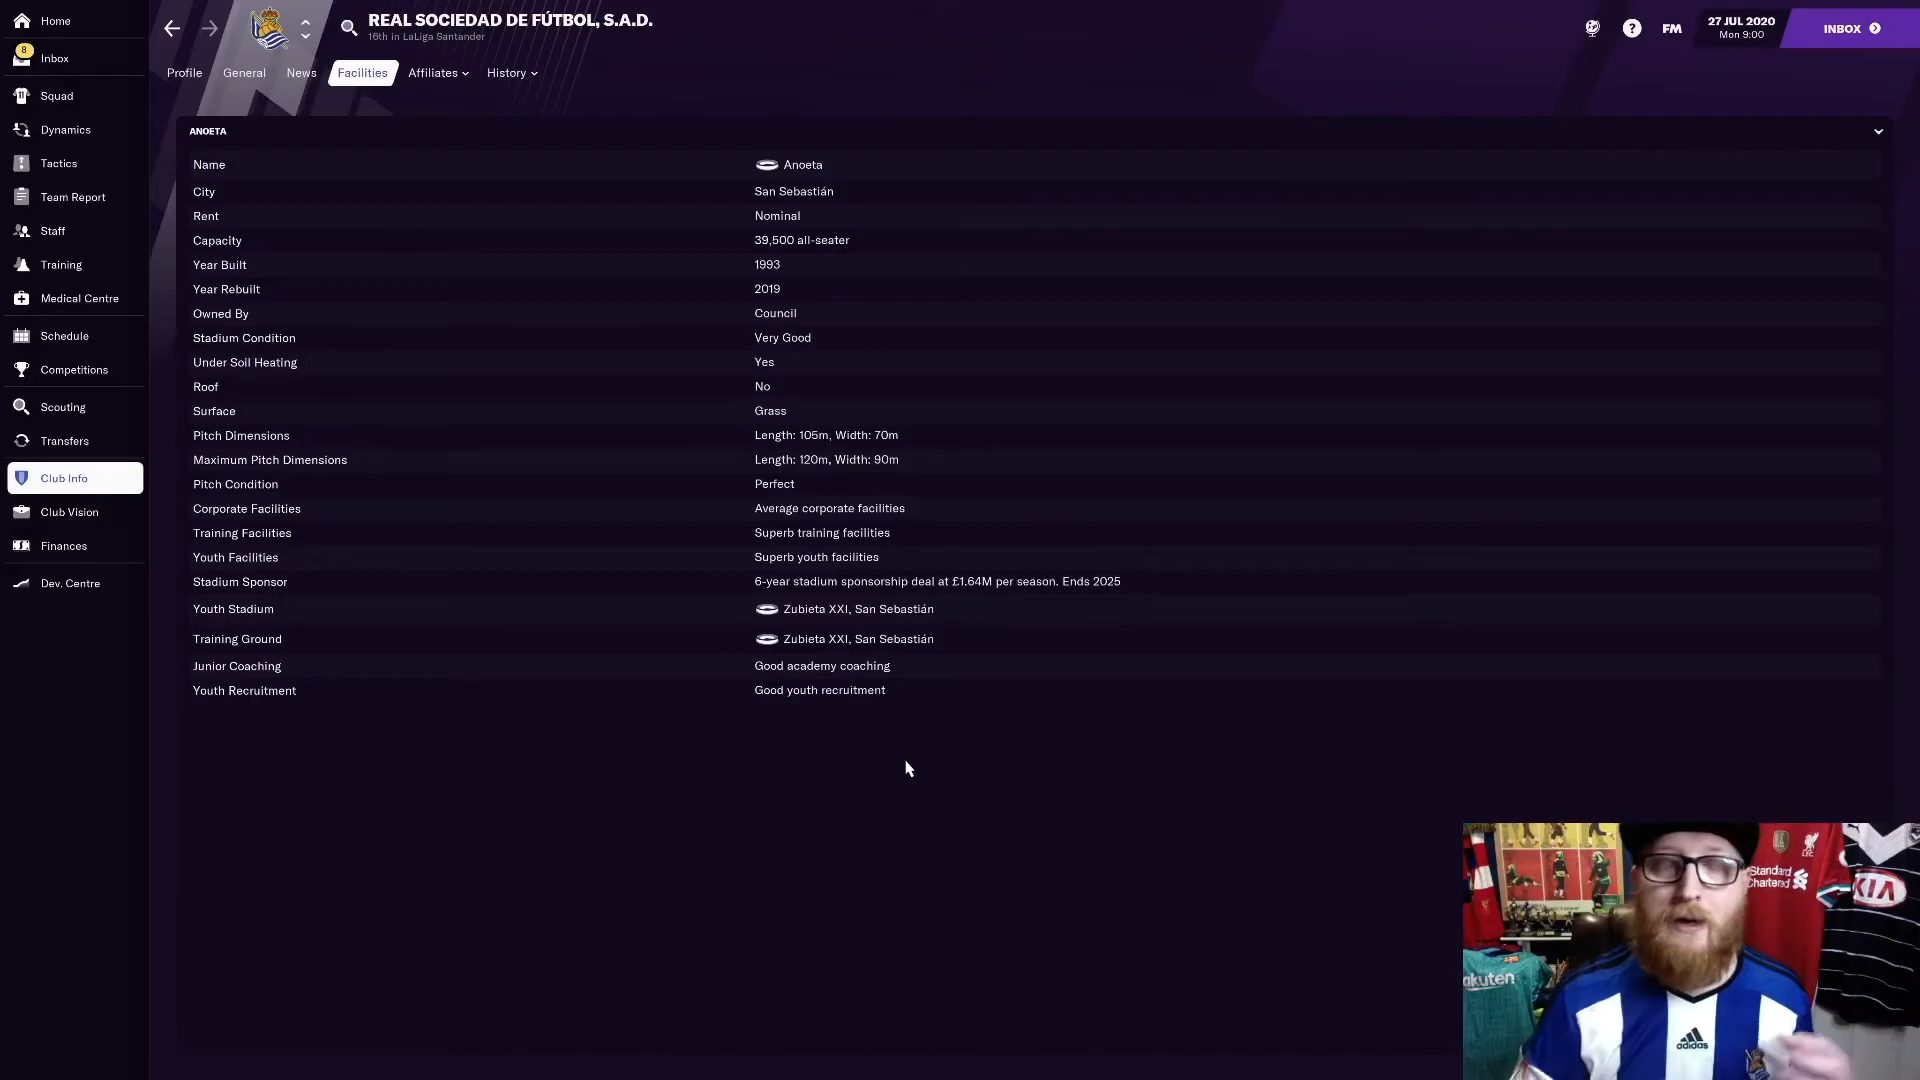 Home
8
Inbox
Squad
Dynamics
Tactics
Team Report
Staff
Training
Medical Centre
Schedule
Competitions
Scouting
Transfers
Club Info
Club Vision
Finances
Dev. Centre
REAL SOCIEDAD DE FÚTBOL, S.A.D.
16th in LaLiga Santander
?
FM
27 JUL 2020
Mon 9:00
INBOX
Profile General News Facilities Affiliates History
ANOETA
Name Anoeta
City San Sebastián
Rent Nominal
Capacity 39,500 all-seater
Year Built 1993
Year Rebuilt 2019
Owned By Council
Stadium Condition Very Good
Under Soil Heating Yes
Roof No
Surface Grass
Pitch Dimensions Length: 105m, Width: 70m
Maximum Pitch Dimensions Length: 120m, Width: 90m
Pitch Condition Perfect
Corporate Facilities Average corporate facilities
Training Facilities Superb training facilities
Youth Facilities Superb youth facilities
Stadium Sponsor 6-year stadium sponsorship deal at £1.64M per season. Ends 2025
Youth Stadium Zubieta XXI, San Sebastián
Training Ground Zubieta XXI, San Sebastián
Junior Coaching Good academy coaching
Youth Recruitment Good youth recruitment
L.F.C.
Standard
Chartered
KIA
akuten
adidas